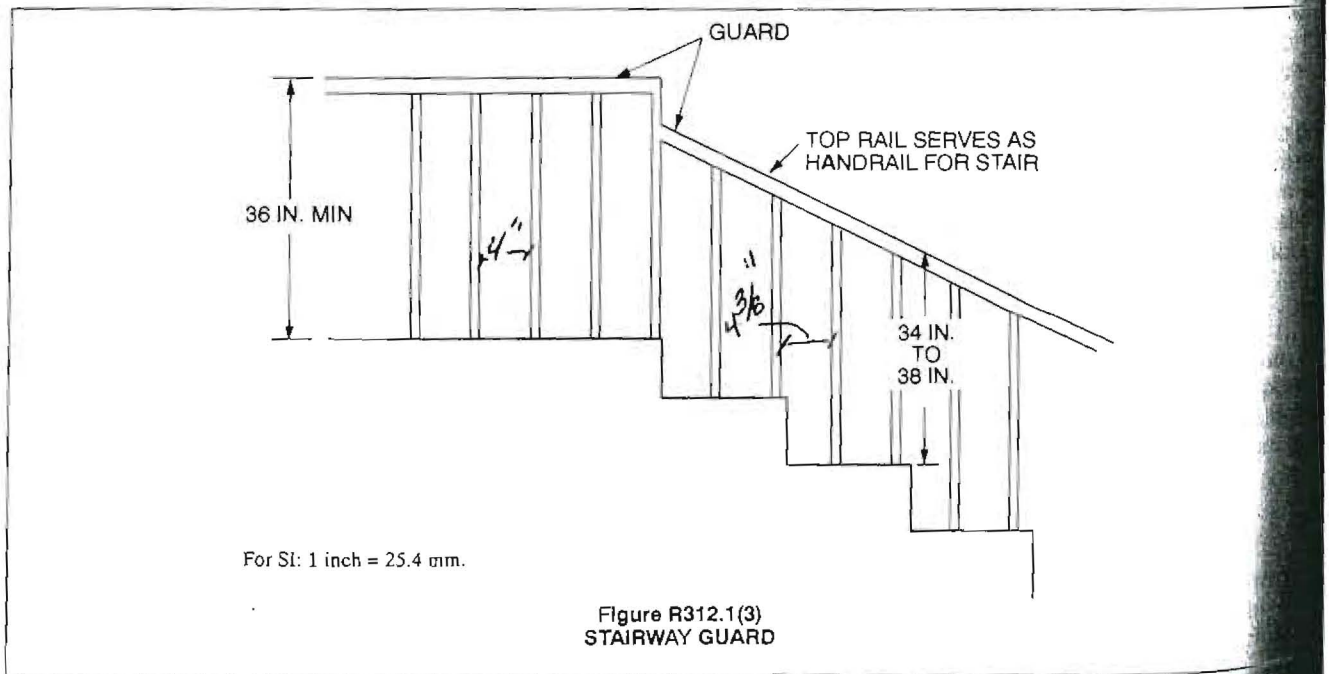 GUARD
TOP RAIL SERVES AS
HANDRAIL FOR STAIR
36 IN. MIN
4"
4 3/8"
34 IN.
TO
38 IN.
For SI: 1 inch = 25.4 mm.
Figure R312.1(3)
STAIRWAY GUARD